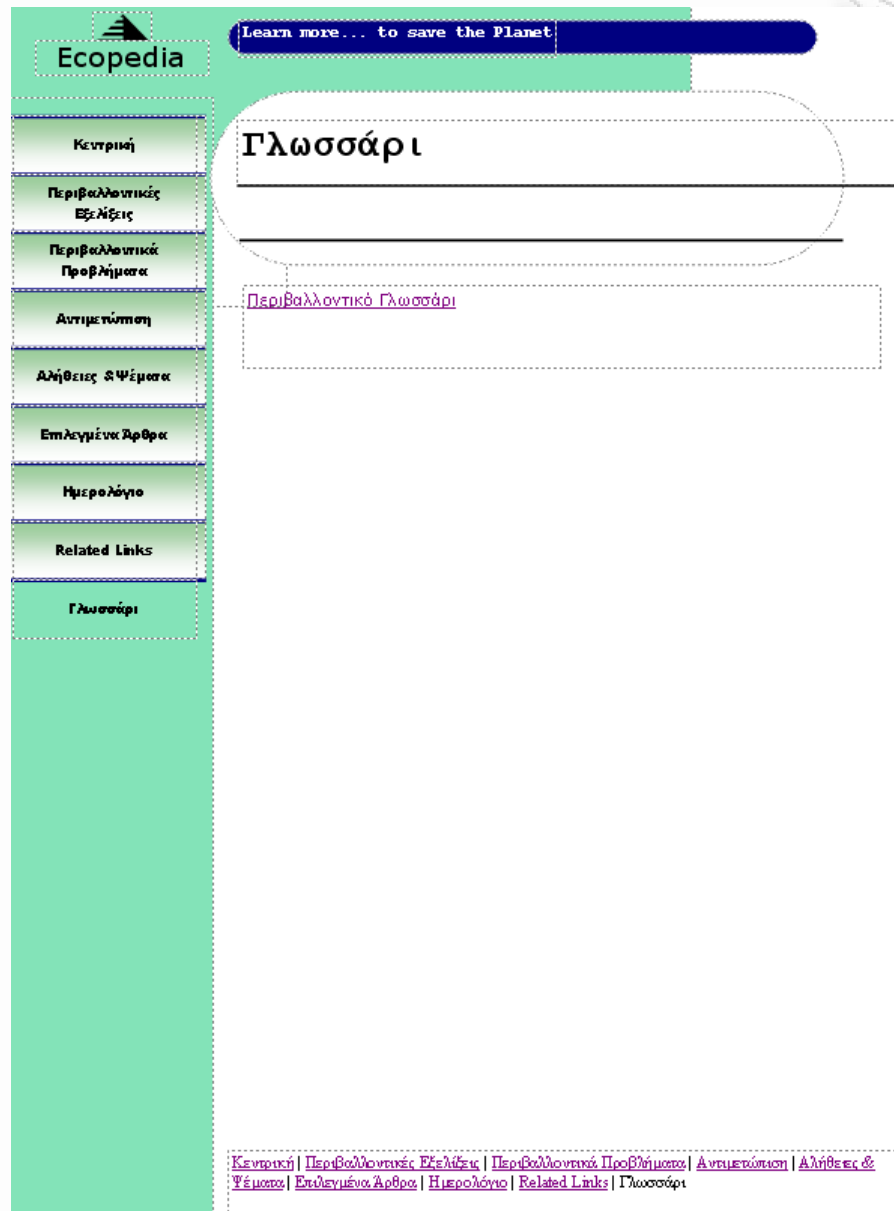 Ecopedia
Learn more... to save the Planet
Κεντρική
Περιβαλλοντικές
Εξελίξεις
Περιβαλλοντικά
Προβλήματα
Αντιμετώπιση
Αλήθειες & Ψέματα
Επιλεγμένα Άρθρα
Ημερολόγιο
Related Links
Γλωσσάρι
Γλωσσάρι
Περιβαλλοντικό Γλωσσάρι
Κεντρική | Περιβαλλοντικές Εξελίξεις | Περιβαλλοντικά Προβλήματα | Αντιμετώπιση | Αλήθειες &
Ψέματα | Επιλεγμένα Άρθρα | Ημερολόγιο | Related Links | Γλωσσάρι